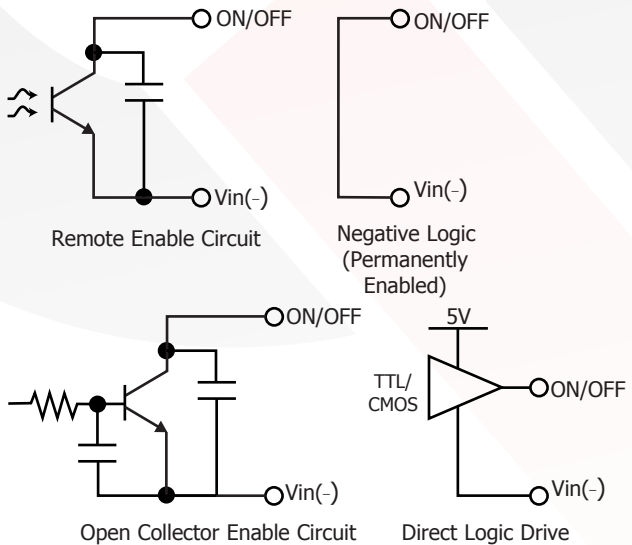 ON/OFF
Vin(-)
Remote Enable Circuit
ON/OFF
Vin(-)
Negative Logic
(Permanently
Enabled)
ON/OFF
Vin(-)
Open Collector Enable Circuit
5V
TTL/
CMOS
ON/OFF
Vin(-)
Direct Logic Drive